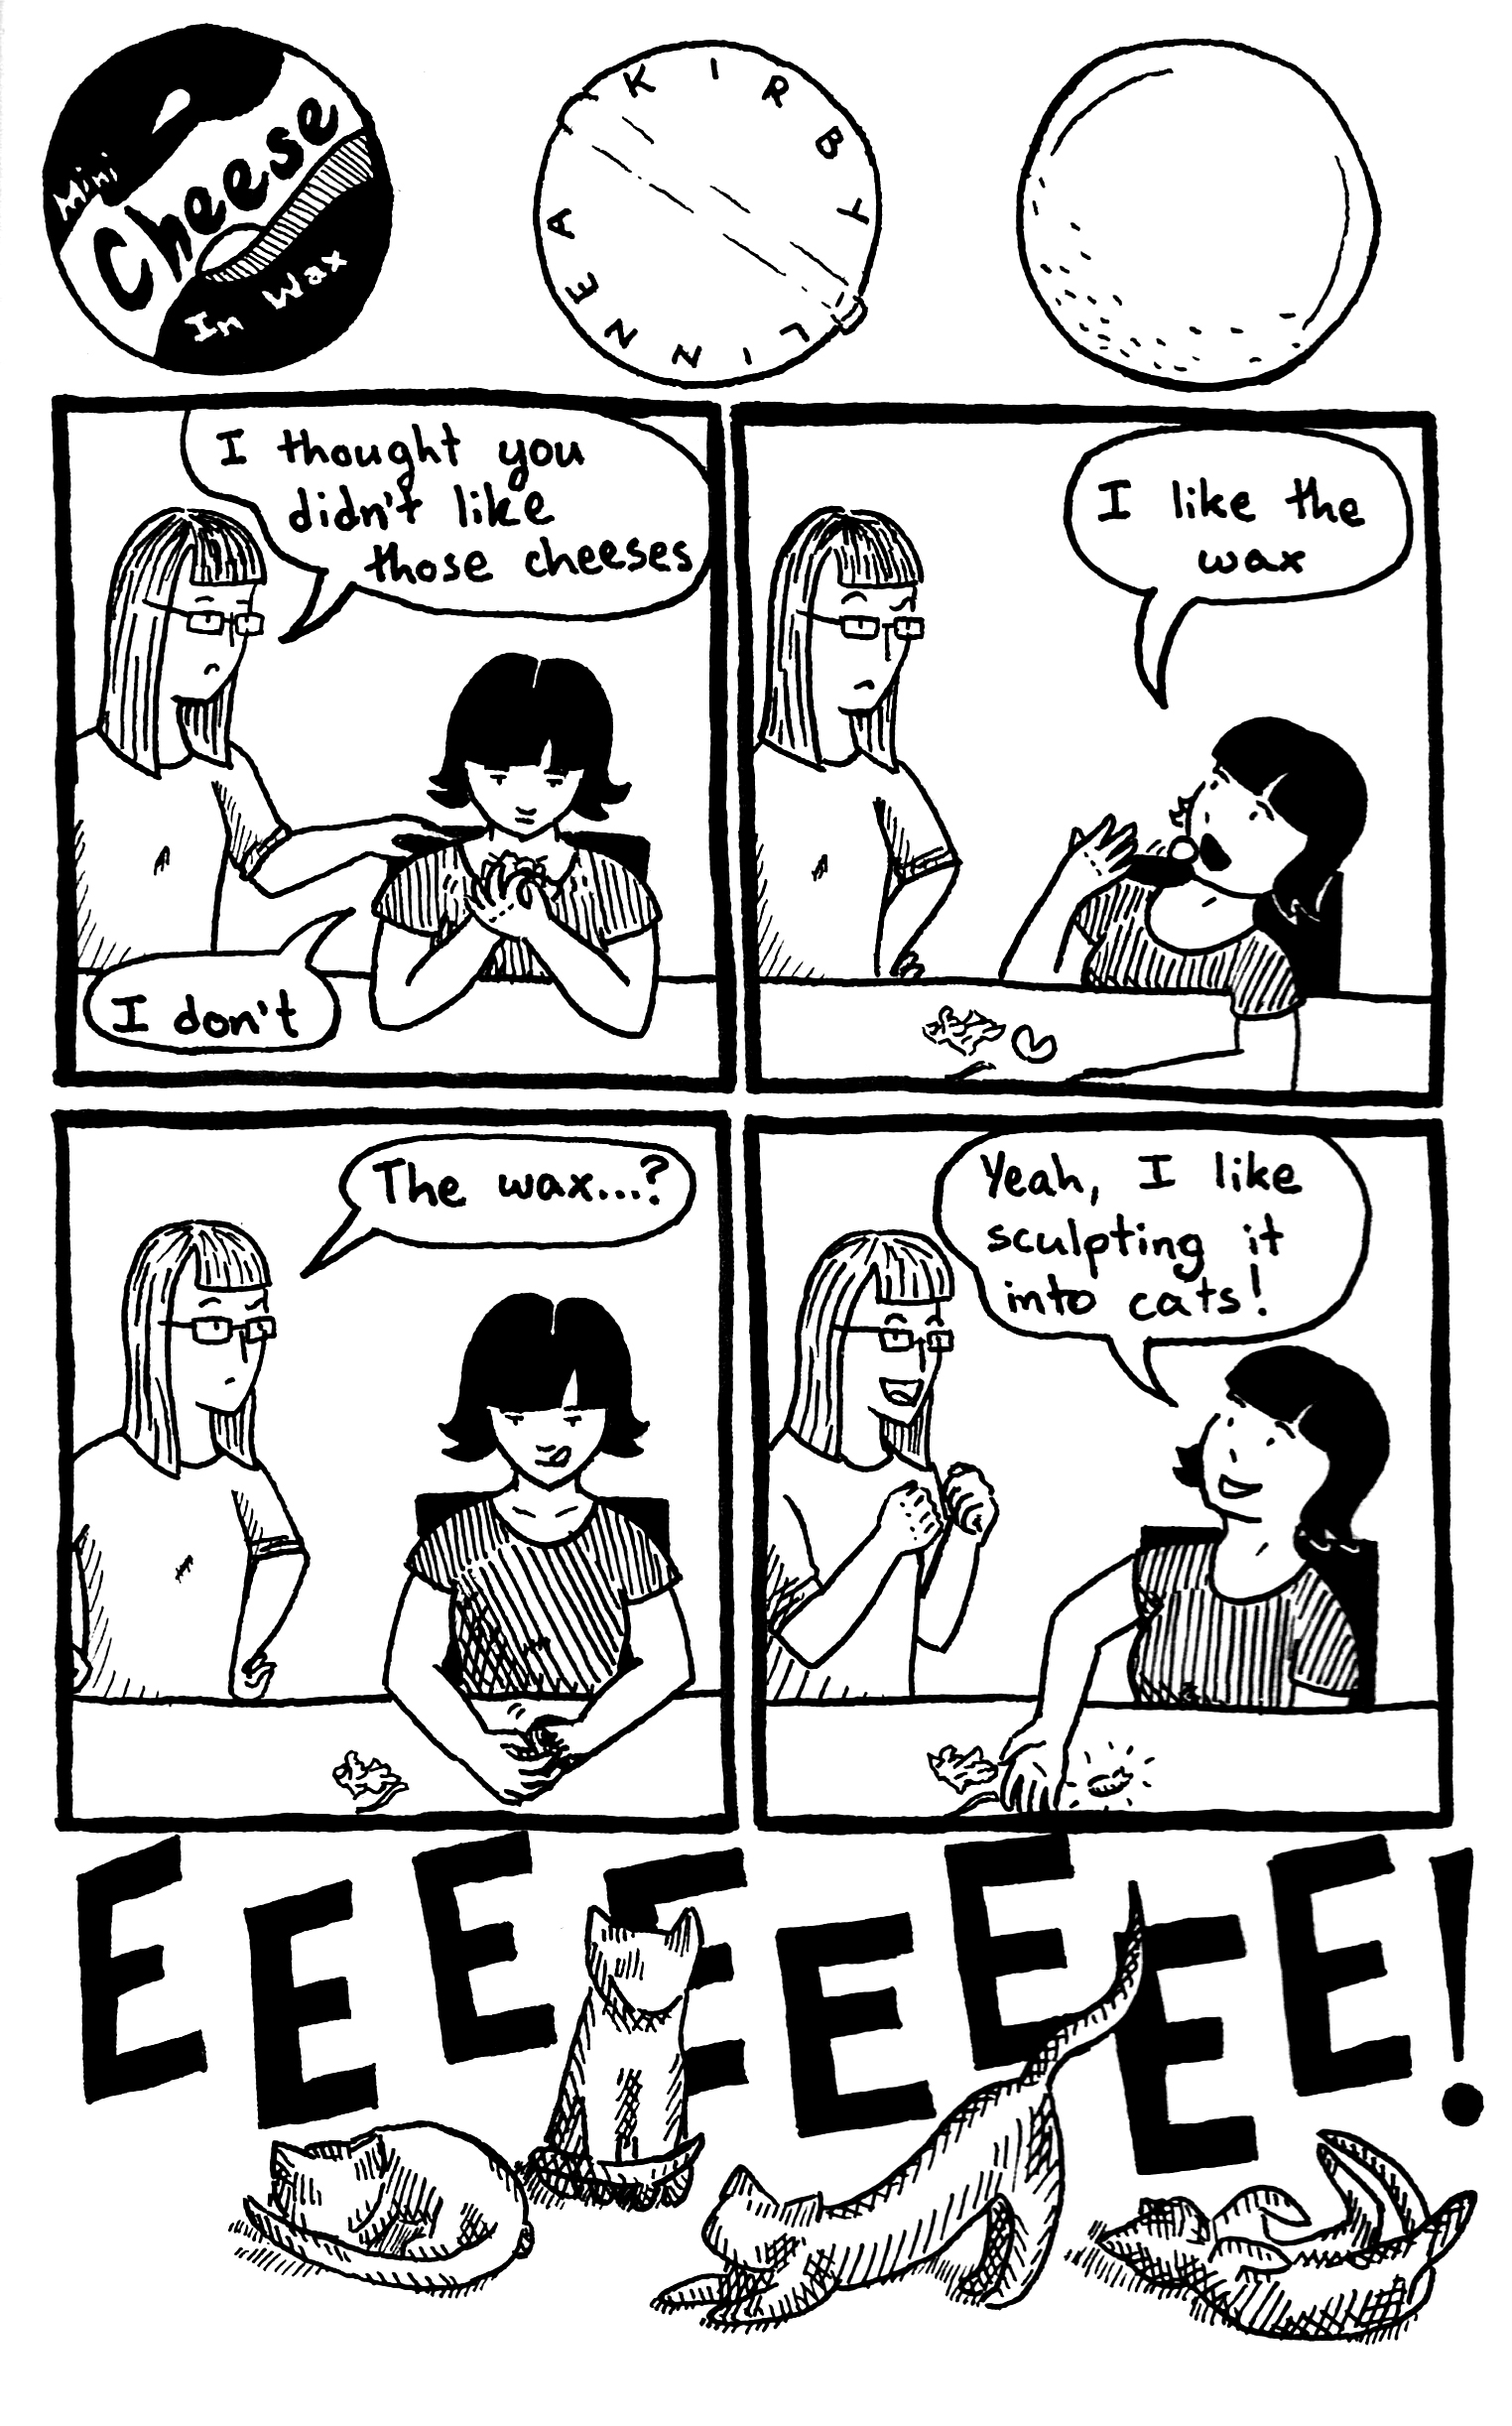 Mini
Cheese
In Wax
KIRBY
LINNEA
I thought you
didn't like
those cheeses
I don't
I like the
wax
The wax...?
Yeah, I like
sculpting it
into cats!
EEEEEEEE!